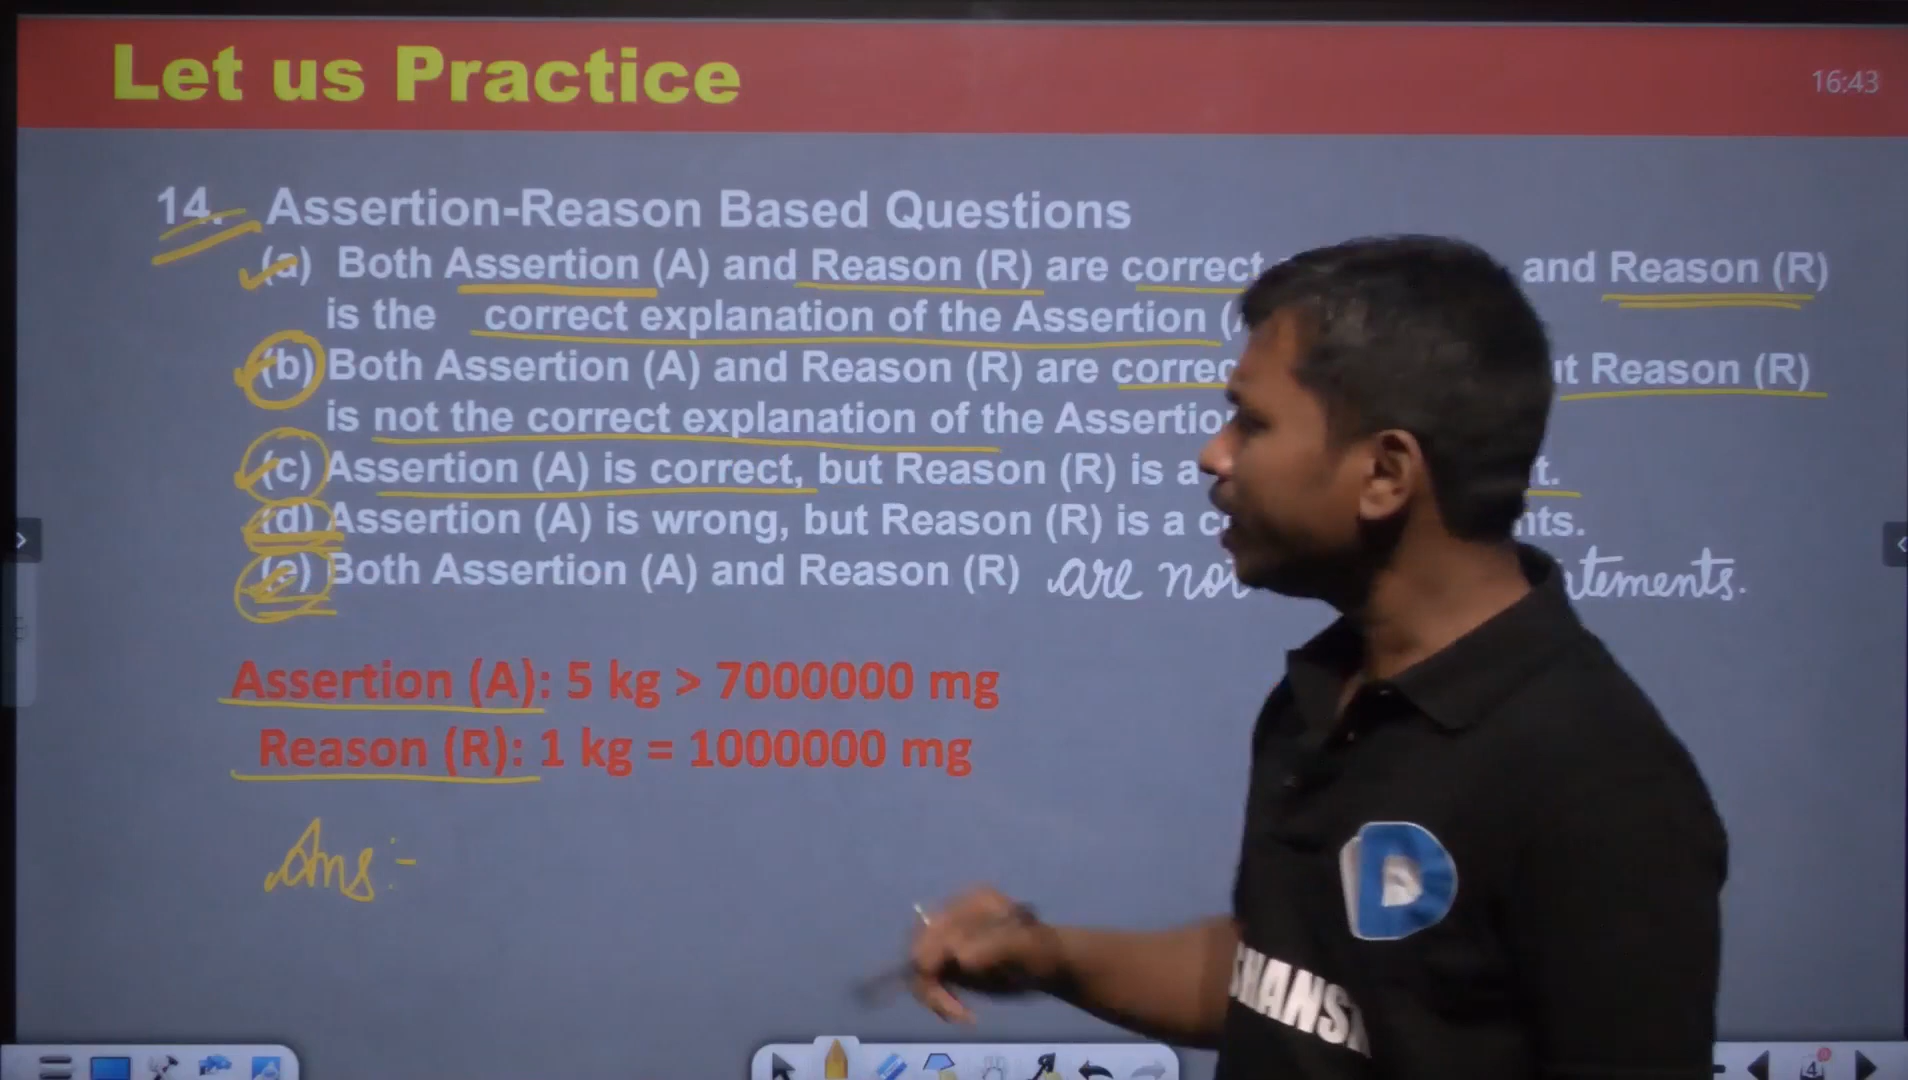 Let us Practice
16:43
14. Assertion-Reason Based Questions
(a) Both Assertion (A) and Reason (R) are correct and Reason (R)
is the correct explanation of the Assertion
(b) Both Assertion (A) and Reason (R) are Reason (R)
is not the correct explanation of the
(c) Assertion (A) is correct, but Reason (R) is a
(d) Assertion (A) is wrong, but Reason (R) is a
(e) Both Assertion (A) and Reason (R) are
Assertion (A): 5 kg > 7000000 mg
Reason (R): 1 kg = 1000000 mg
Ans :-
D
4